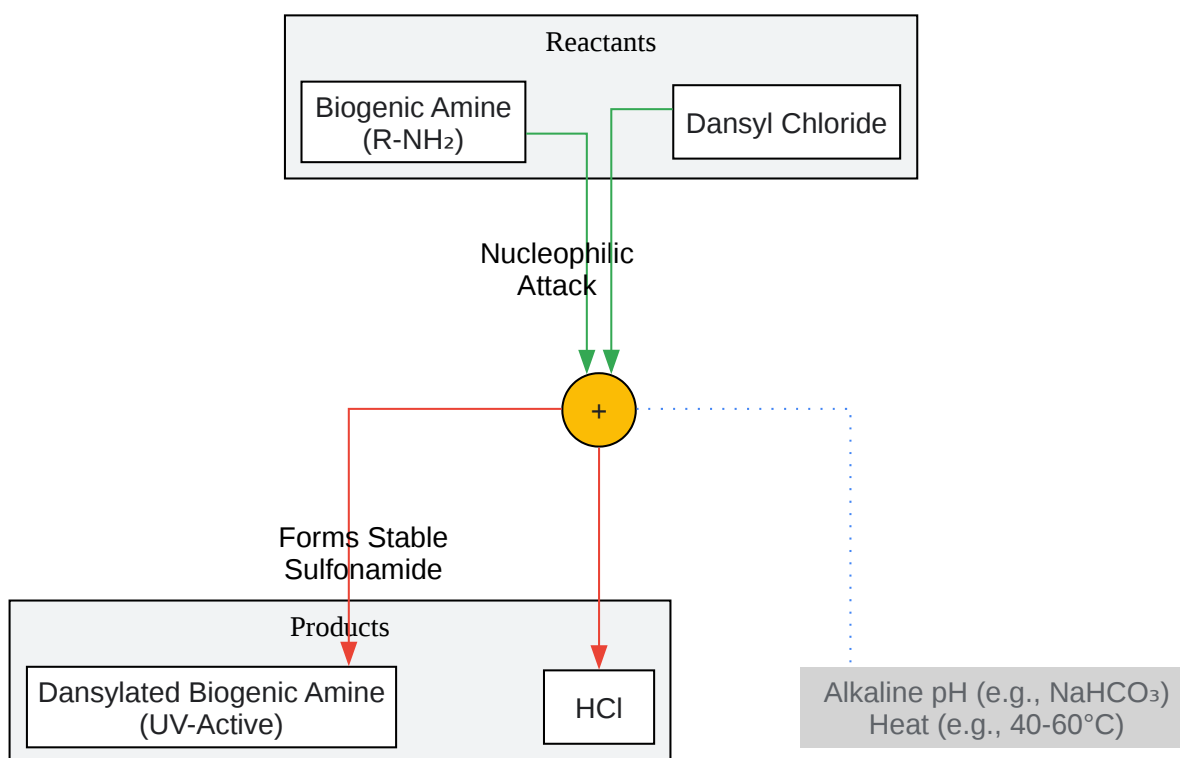 Reactants
Biogenic Amine
(R-NH₂)
Dansyl Chloride
Nucleophilic
Attack
+
Forms Stable
Sulfonamide
Products
Dansylated Biogenic Amine
(UV-Active)
HCl
Alkaline pH (e.g., NaHCO₃)
Heat (e.g., 40-60°C)